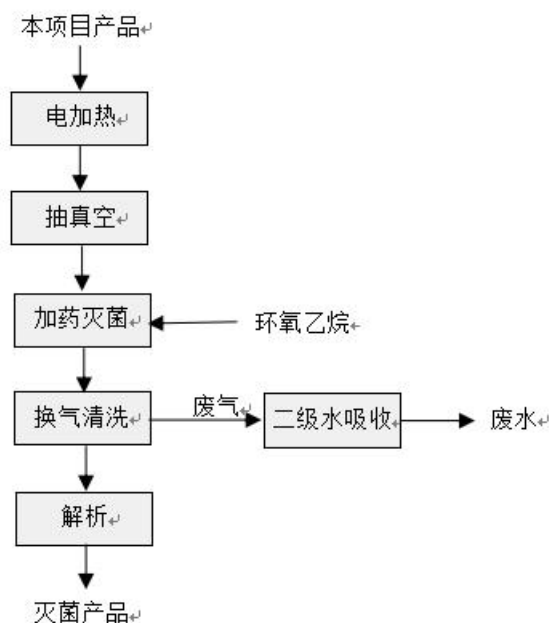 本项目产品
电加热
抽真空
加药灭菌
环氧乙烷
换气清洗
废气
二级水吸收
废水
解析
灭菌产品